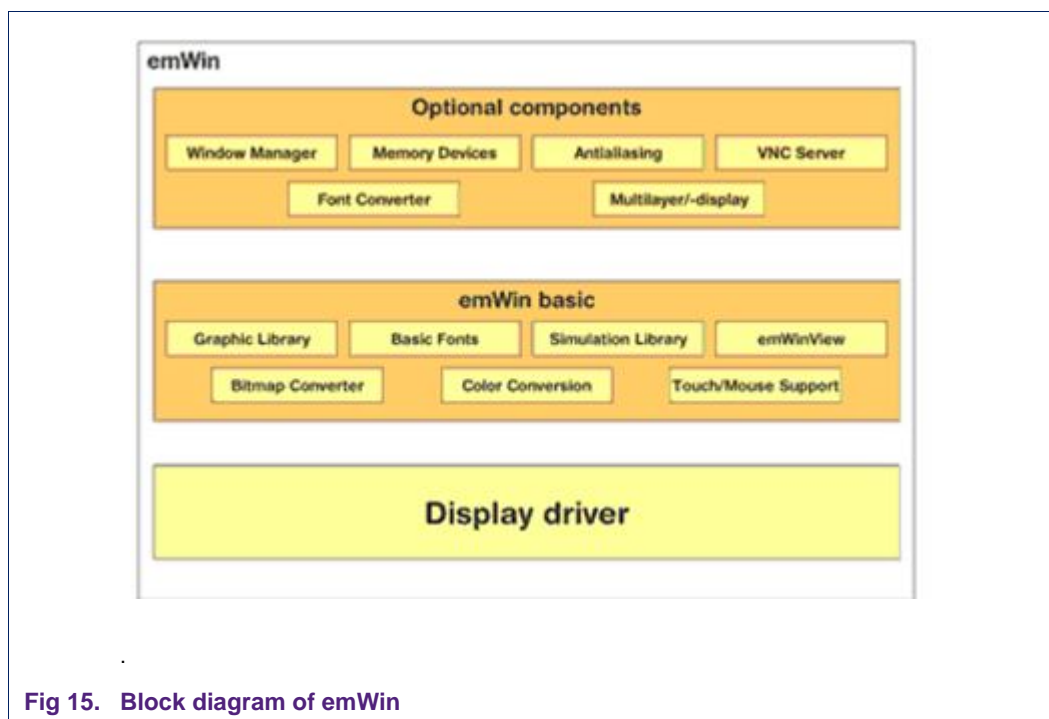 emWin
Optional components
Window Manager Memory Devices Antialiasing VNC Server
Font Converter Multilayer/-display
emWin basic
Graphic Library Basic Fonts Simulation Library emWinView
Bitmap Converter Color Conversion Touch/Mouse Support
Display driver
.
Fig 15. Block diagram of emWin